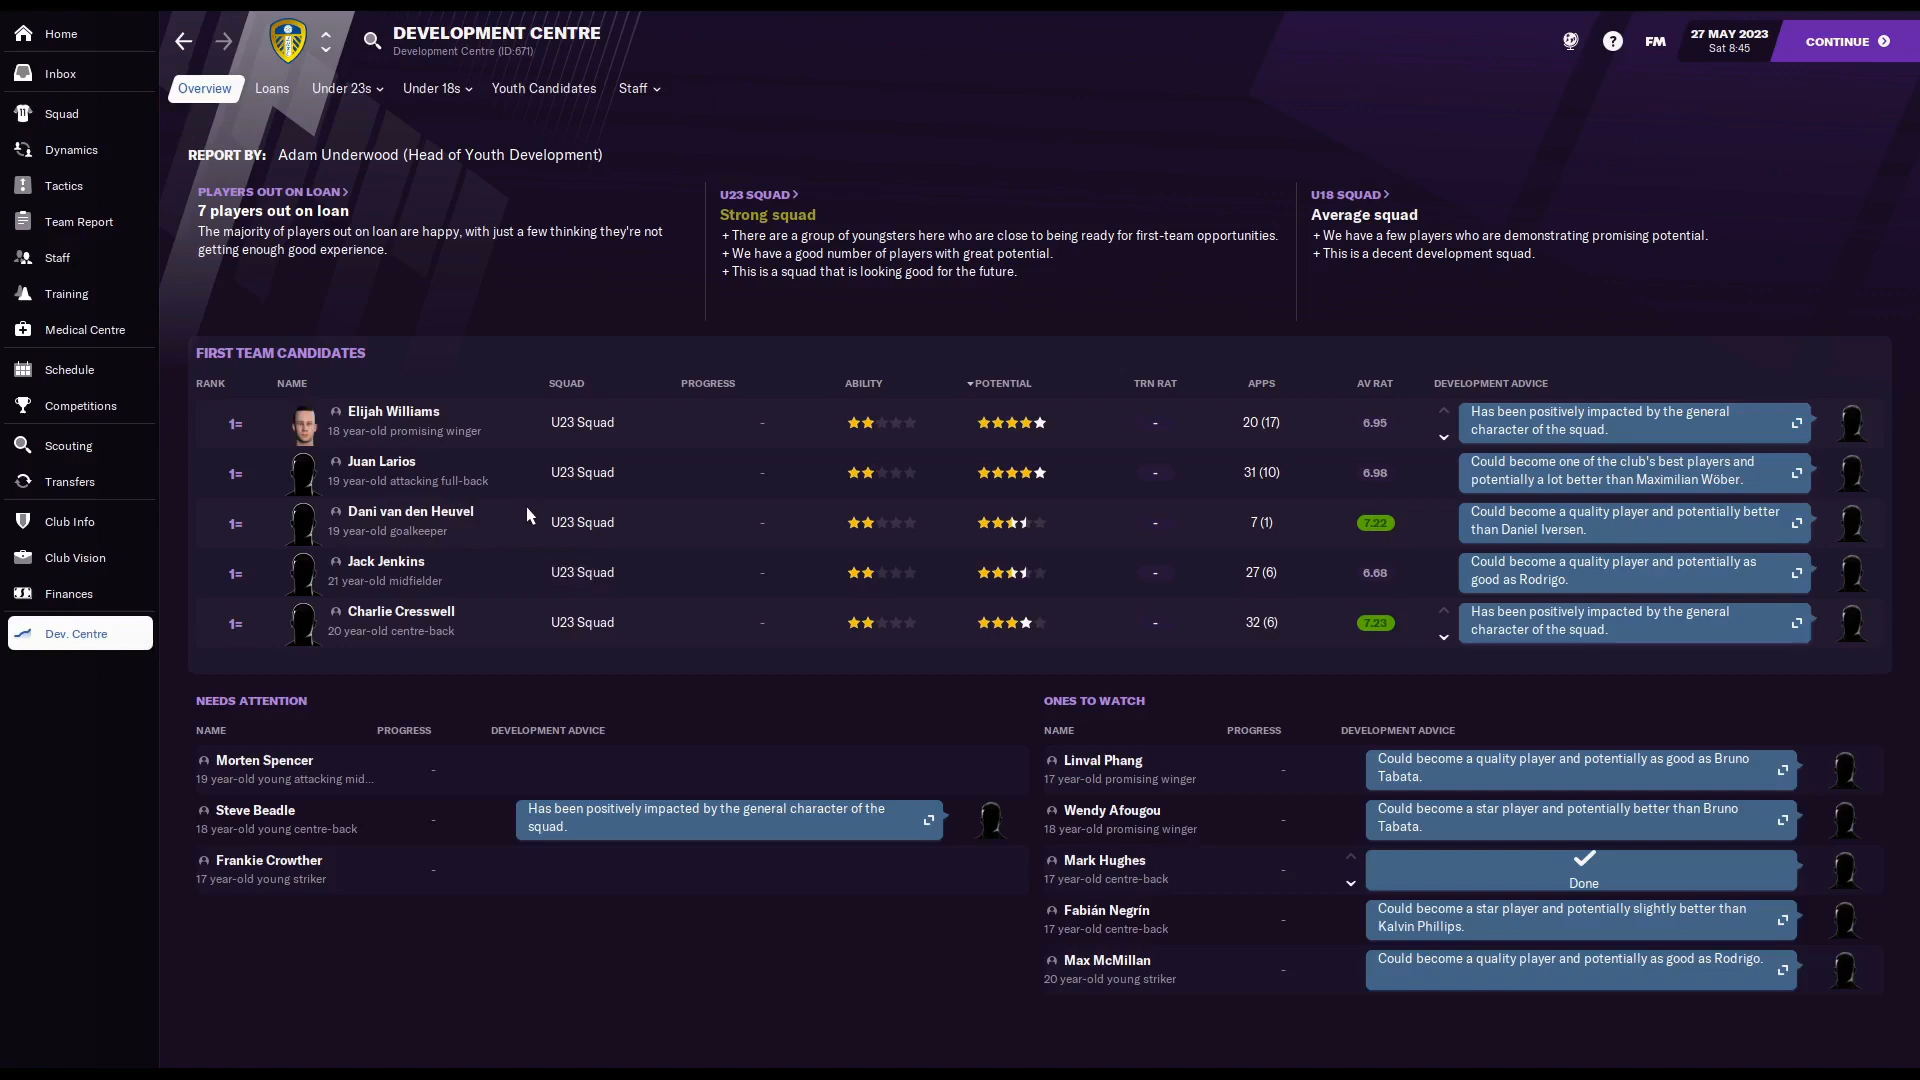 Home
Inbox
Squad
Dynamics
Tactics
Team Report
Staff
Training
Medical Centre
Schedule
Competitions
Scouting
Transfers
Club Info
Club Vision
Finances
Dev. Centre
DEVELOPMENT CENTRE
Development Centre (ID:671)
?
FM
27 MAY 2023
Sat 8:45
CONTINUE
Overview Loans Under 23s Under 18s Youth Candidates Staff
REPORT BY: Adam Underwood (Head of Youth Development)
PLAYERS OUT ON LOAN >
7 players out on loan
The majority of players out on loan are happy, with just a few thinking they're not
getting enough good experience.
U23 SQUAD >
Strong squad
+ There are a group of youngsters here who are close to being ready for first-team opportunities.
+ We have a good number of players with great potential.
+ This is a squad that is looking good for the future.
U18 SQUAD >
Average squad
+ We have a few players who are demonstrating promising potential.
+ This is a decent development squad.
FIRST TEAM CANDIDATES
RANK NAME SQUAD PROGRESS ABILITY POTENTIAL TRN RAT APPS AV RAT DEVELOPMENT ADVICE
1= Elijah Williams U23 Squad - - 20 (17) 6.95 Has been positively impacted by the general
18 year-old promising winger character of the squad.
1= Juan Larios U23 Squad - - 31 (10) 6.98 Could become one of the club's best players and
19 year-old attacking full-back potentially a lot better than Maximilian Wöber.
1= Dani van den Heuvel U23 Squad - - 7 (1) 7.22 Could become a quality player and potentially better
19 year-old goalkeeper than Daniel Iversen.
1= Jack Jenkins U23 Squad - - 27 (6) 6.68 Could become a quality player and potentially as
21 year-old midfielder good as Rodrigo.
1= Charlie Cresswell U23 Squad - - 32 (6) 7.23 Has been positively impacted by the general
20 year-old centre-back character of the squad.
NEEDS ATTENTION
NAME PROGRESS DEVELOPMENT ADVICE
Morten Spencer -
19 year-old young attacking mid...
Steve Beadle - Has been positively impacted by the general character of the
18 year-old young centre-back squad.
Frankie Crowther -
17 year-old young striker
ONES TO WATCH
NAME PROGRESS DEVELOPMENT ADVICE
Linval Phang - Could become a quality player and potentially as good as Bruno
17 year-old promising winger Tabata.
Wendy Afougou - Could become a star player and potentially better than Bruno
18 year-old promising winger Tabata.
Mark Hughes -
17 year-old centre-back Done
Fabián Negrín - Could become a star player and potentially slightly better than
17 year-old centre-back Kalvin Phillips.
Max McMillan - Could become a quality player and potentially as good as Rodrigo.
20 year-old young striker